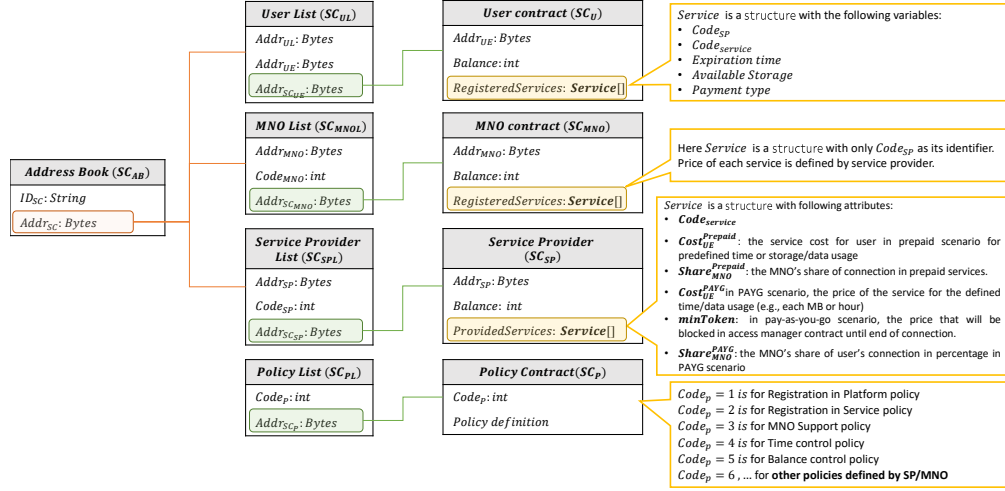 Address Book (SC_AB)
ID_SC: String
Addr_SC: Bytes
User List (SC_UL)
Addr_UL: Bytes
Addr_UE: Bytes
Addr_SC_UE: Bytes
User contract (SC_U)
Addr_UE: Bytes
Balance: int
RegisteredServices: Service[]
Service is a structure with the following variables:
• Code_SP
• Code_service
• Expiration time
• Available Storage
• Payment type
MNO List (SC_MNOL)
Addr_MNO: Bytes
Code_MNO: int
Addr_SC_MNO: Bytes
MNO contract (SC_MNO)
Addr_MNO: Bytes
Balance: int
RegisteredServices: Service[]
Here Service is a structure with only Code_SP as its identifier.
Price of each service is defined by service provider.
Service Provider
List (SC_SPL)
Addr_SP: Bytes
Code_SP: int
Addr_SC_SP: Bytes
Service Provider
(SC_SP)
Addr_SP: Bytes
Balance: int
ProvidedServices: Service[]
Service is a structure with following attributes:
• Code_service
• Cost_UE^Prepaid: the service cost for user in prepaid scenario for
predefined time or storage/data usage
• Share_MNO^Prepaid: the MNO's share of connection in prepaid services.
• Cost_UE^PAYG in PAYG scenario, the price of the service for the defined
time/data usage (e.g., each MB or hour)
• minToken: in pay-as-you-go scenario, the price that will be
blocked in access manager contract until end of connection.
• Share_MNO^PAYG: the MNO's share of user's connection in percentage in
PAYG scenario
Policy List (SC_PL)
Code_P: int
Addr_SC_P: Bytes
Policy Contract(SC_P)
Code_P: int
Policy definition
Code_p = 1 is for Registration in Platform policy
Code_p = 2 is for Registration in Service policy
Code_p = 3 is for MNO Support policy
Code_p = 4 is for Time control policy
Code_p = 5 is for Balance control policy
Code_p = 6 , … for other policies defined by SP/MNO